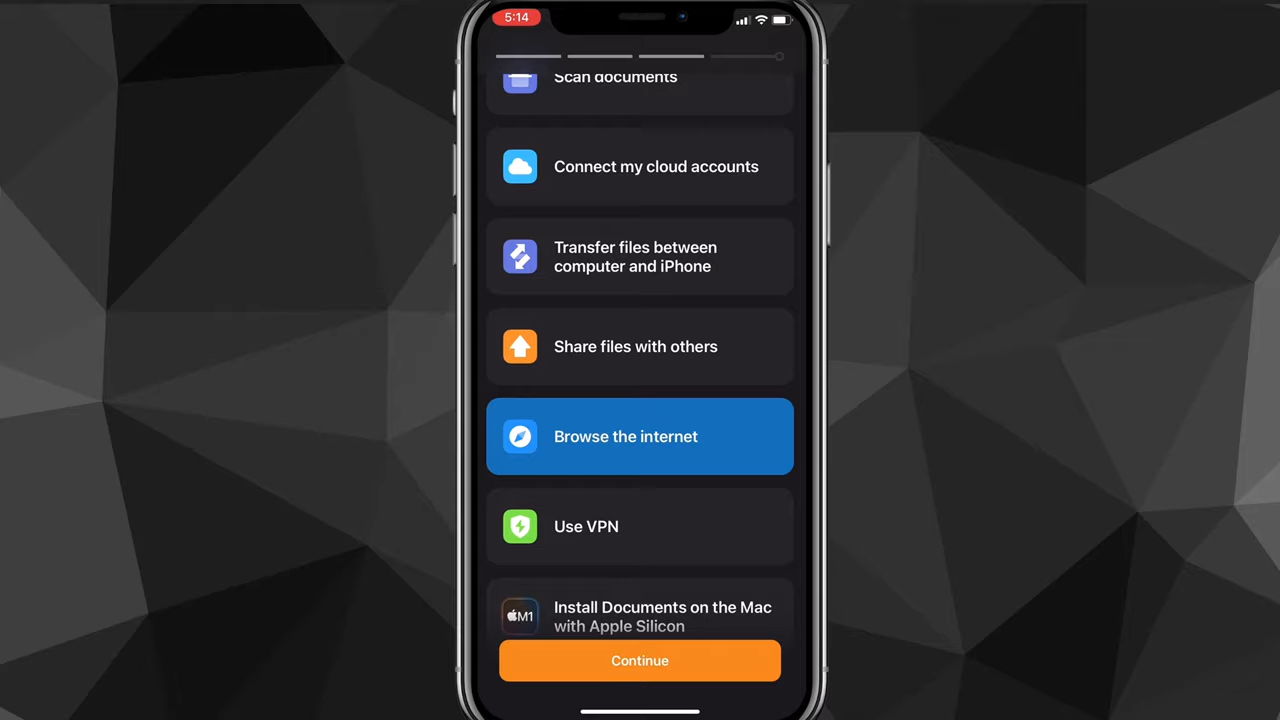 5:14
Scan documents
Connect my cloud accounts
Transfer files between
computer and iPhone
Share files with others
Browse the internet
Use VPN
M1
Install Documents on the Mac
with Apple Silicon
Continue